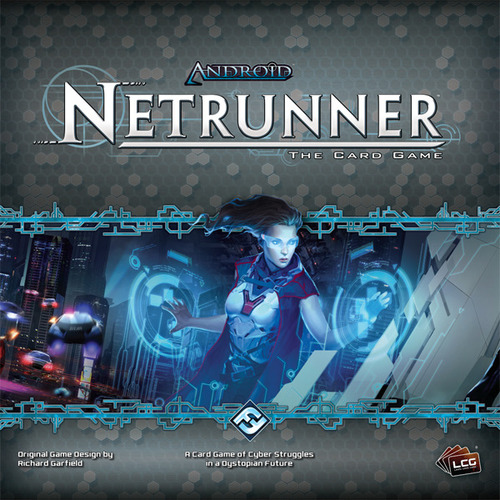 ANDROID
NETRUNNER
THE CARD GAME
Original Game Design by
Richard Garfield
A Card Game of Cyber Struggles
in a Dystopian Future
LCG